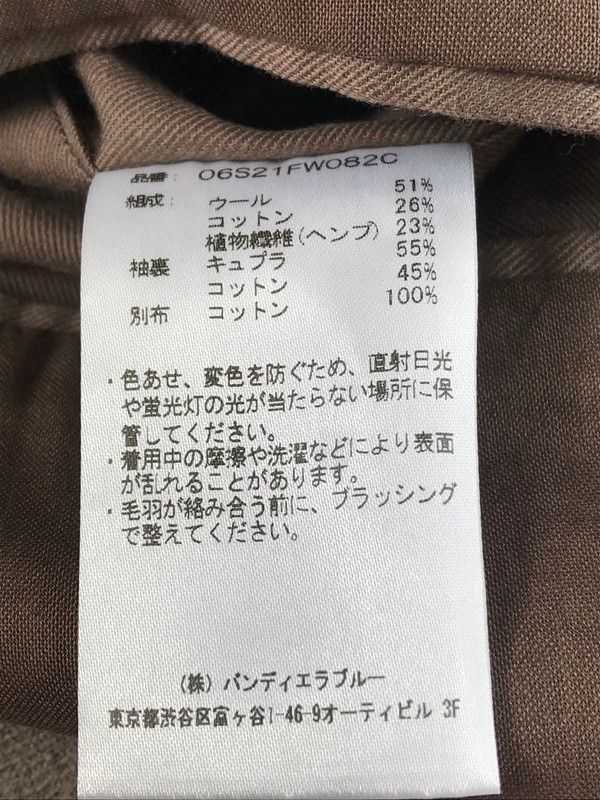 品番: 06S21FW082C
組成: ウール 51%
コットン 26%
植物繊維(ヘンプ) 23%
袖裏 キュプラ 55%
コットン 45%
別布 コットン 100%
・色あせ、変色を防ぐため、直射日光
や蛍光灯の光が当たらない場所に保
管してください。
・着用中の摩擦や洗濯などにより表面
が乱れることがあります。
・毛羽が絡み合う前に、ブラッシング
で整えてください。
(株) バンディエラブルー
東京都渋谷区富ヶ谷1-46-9オーティビル 3F